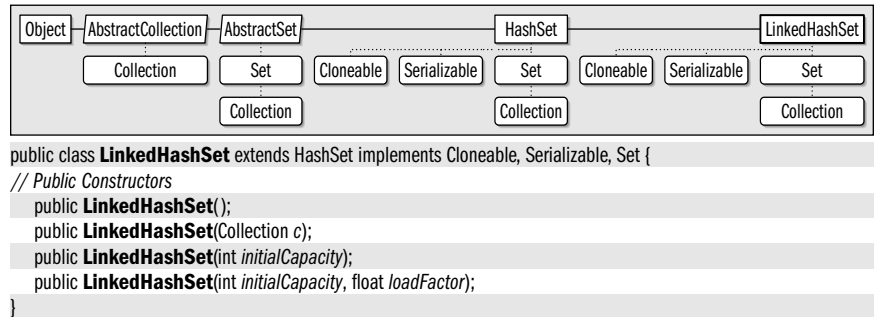 Object AbstractCollection AbstractSet HashSet LinkedHashSet
Collection Set Cloneable Serializable Set Cloneable Serializable Set
Collection Collection Collection
public class LinkedHashSet extends HashSet implements Cloneable, Serializable, Set {
// Public Constructors
public LinkedHashSet( );
public LinkedHashSet(Collection c);
public LinkedHashSet(int initialCapacity);
public LinkedHashSet(int initialCapacity, float loadFactor);
}